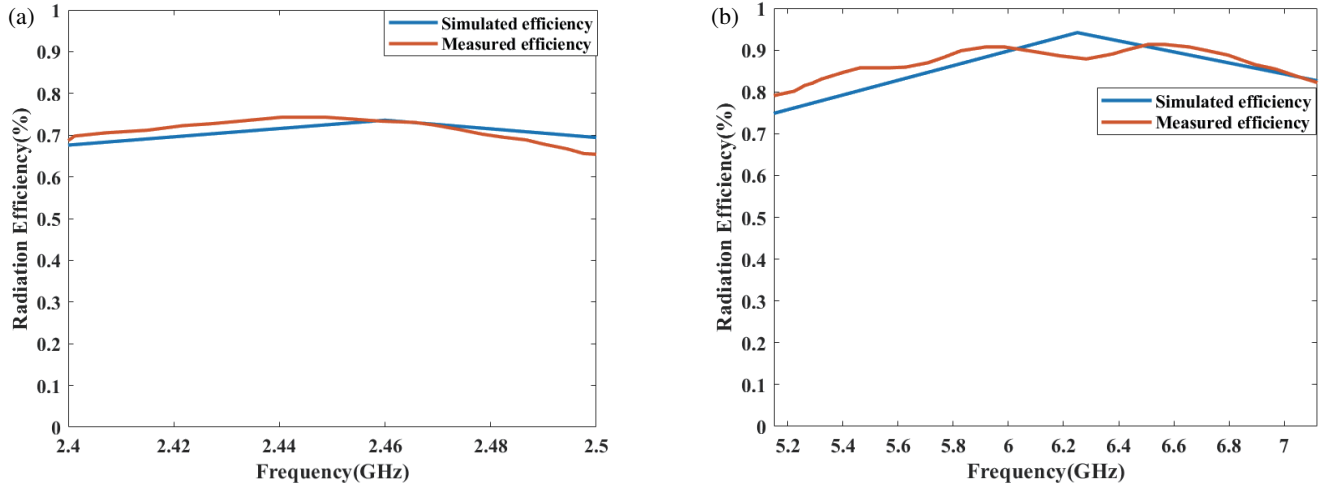 (a)
Simulated efficiency
Measured efficiency
Radiation Efficiency(%)
1
0.9
0.8
0.7
0.6
0.5
0.4
0.3
0.2
0.1
0
2.4 2.42 2.44 2.46 2.48 2.5
Frequency(GHz)
(b)
Simulated efficiency
Measured efficiency
Radiation Efficiency(%)
1
0.9
0.8
0.7
0.6
0.5
0.4
0.3
0.2
0.1
0
5.2 5.4 5.6 5.8 6 6.2 6.4 6.6 6.8 7
Frequency(GHz)